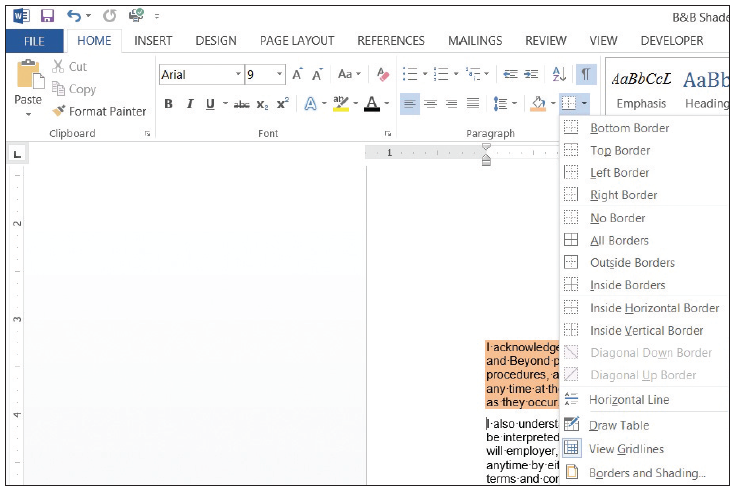 B&B Shade
FILE HOME INSERT DESIGN PAGE LAYOUT REFERENCES MAILINGS REVIEW VIEW DEVELOPER
Paste
Cut
Copy
Format Painter
Clipboard
Arial 9
B I U abc x₂ x²
Aa
A
Font
Paragraph
AaBbCcL AaBb
Emphasis Heading
L
1
2
3
4
Bottom Border
Top Border
Left Border
Right Border
No Border
All Borders
Outside Borders
Inside Borders
Inside Horizontal Border
Inside Vertical Border
Diagonal Down Border
Diagonal Up Border
Horizontal Line
Draw Table
View Gridlines
Borders and Shading...
I·acknowledge
and·Beyond·p
procedures,·a
any·time·at·the
as·they·occur.
I·also·understa
be·interpreted
will·employer,
anytime·by·eit
terms·and·cor